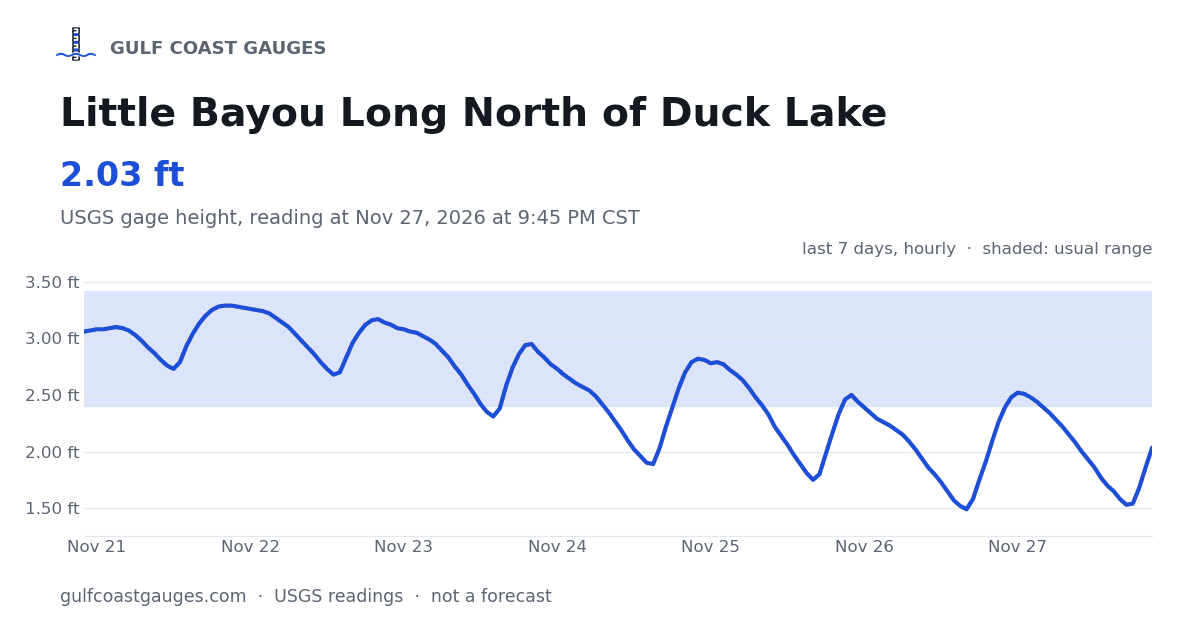 GULF COAST GAUGES
Little Bayou Long North of Duck Lake
2.03 ft
USGS gage height, reading at Nov 27, 2026 at 9:45 PM CST
last 7 days, hourly · shaded: usual range
3.50 ft
3.00 ft
2.50 ft
2.00 ft
1.50 ft
Nov 21 Nov 22 Nov 23 Nov 24 Nov 25 Nov 26 Nov 27
gulfcoastgauges.com · USGS readings · not a forecast